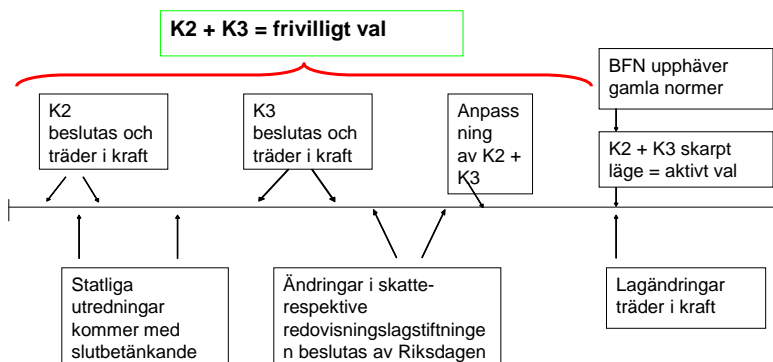 K2 + K3 = frivilligt val
BFN upphäver
gamla normer
K2
beslutas och
träder i kraft
K3
beslutas och
träder i kraft
Anpass
ning
av K2 +
K3
K2 + K3 skarpt
läge = aktivt val
Statliga
utredningar
kommer med
slutbetänkande
Ändringar i skatte-
respektive
redovisningslagstiftninge
n beslutas av Riksdagen
Lagändringar
träder i kraft